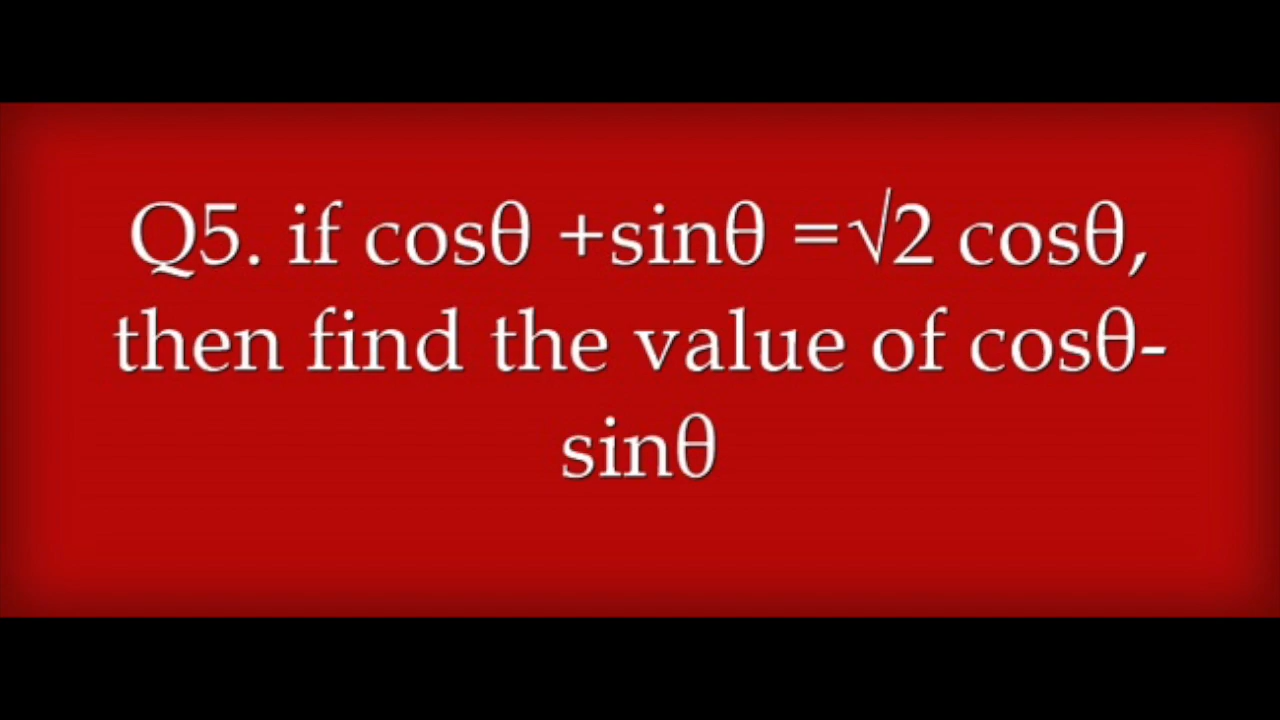 Q5. if cosθ +sinθ =√2 cosθ,
then find the value of cosθ-
sinθ